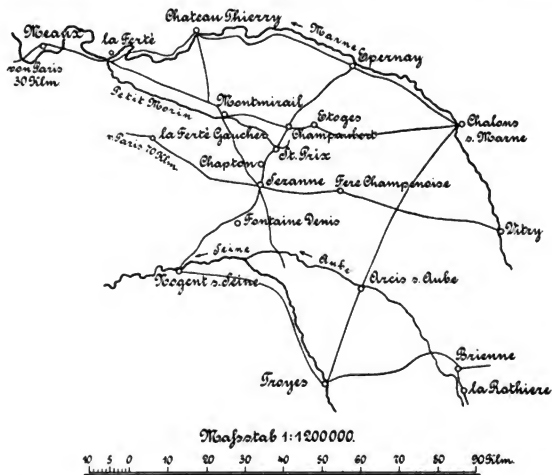 Chateau Thierry
Meaux
la Ferté
Marne
Epernay
von Paris
30 Klm.
Petit Morin
Montmirail
Etoges
Chalons
s. Marne
la Ferté Gaucher
Champaubert
v. Paris 70 Klm.
St. Prix
Chapton
Sezanne
Fère Champenoise
Fontaine Denis
Vitry
Seine
Aube
Nogent s. Seine
Arcis s. Aube
Brienne
Troyes
la Rothiere
Maſsstab 1:1200000.
10 5 0 10 20 30 40 50 60 70 80 90 Klm.